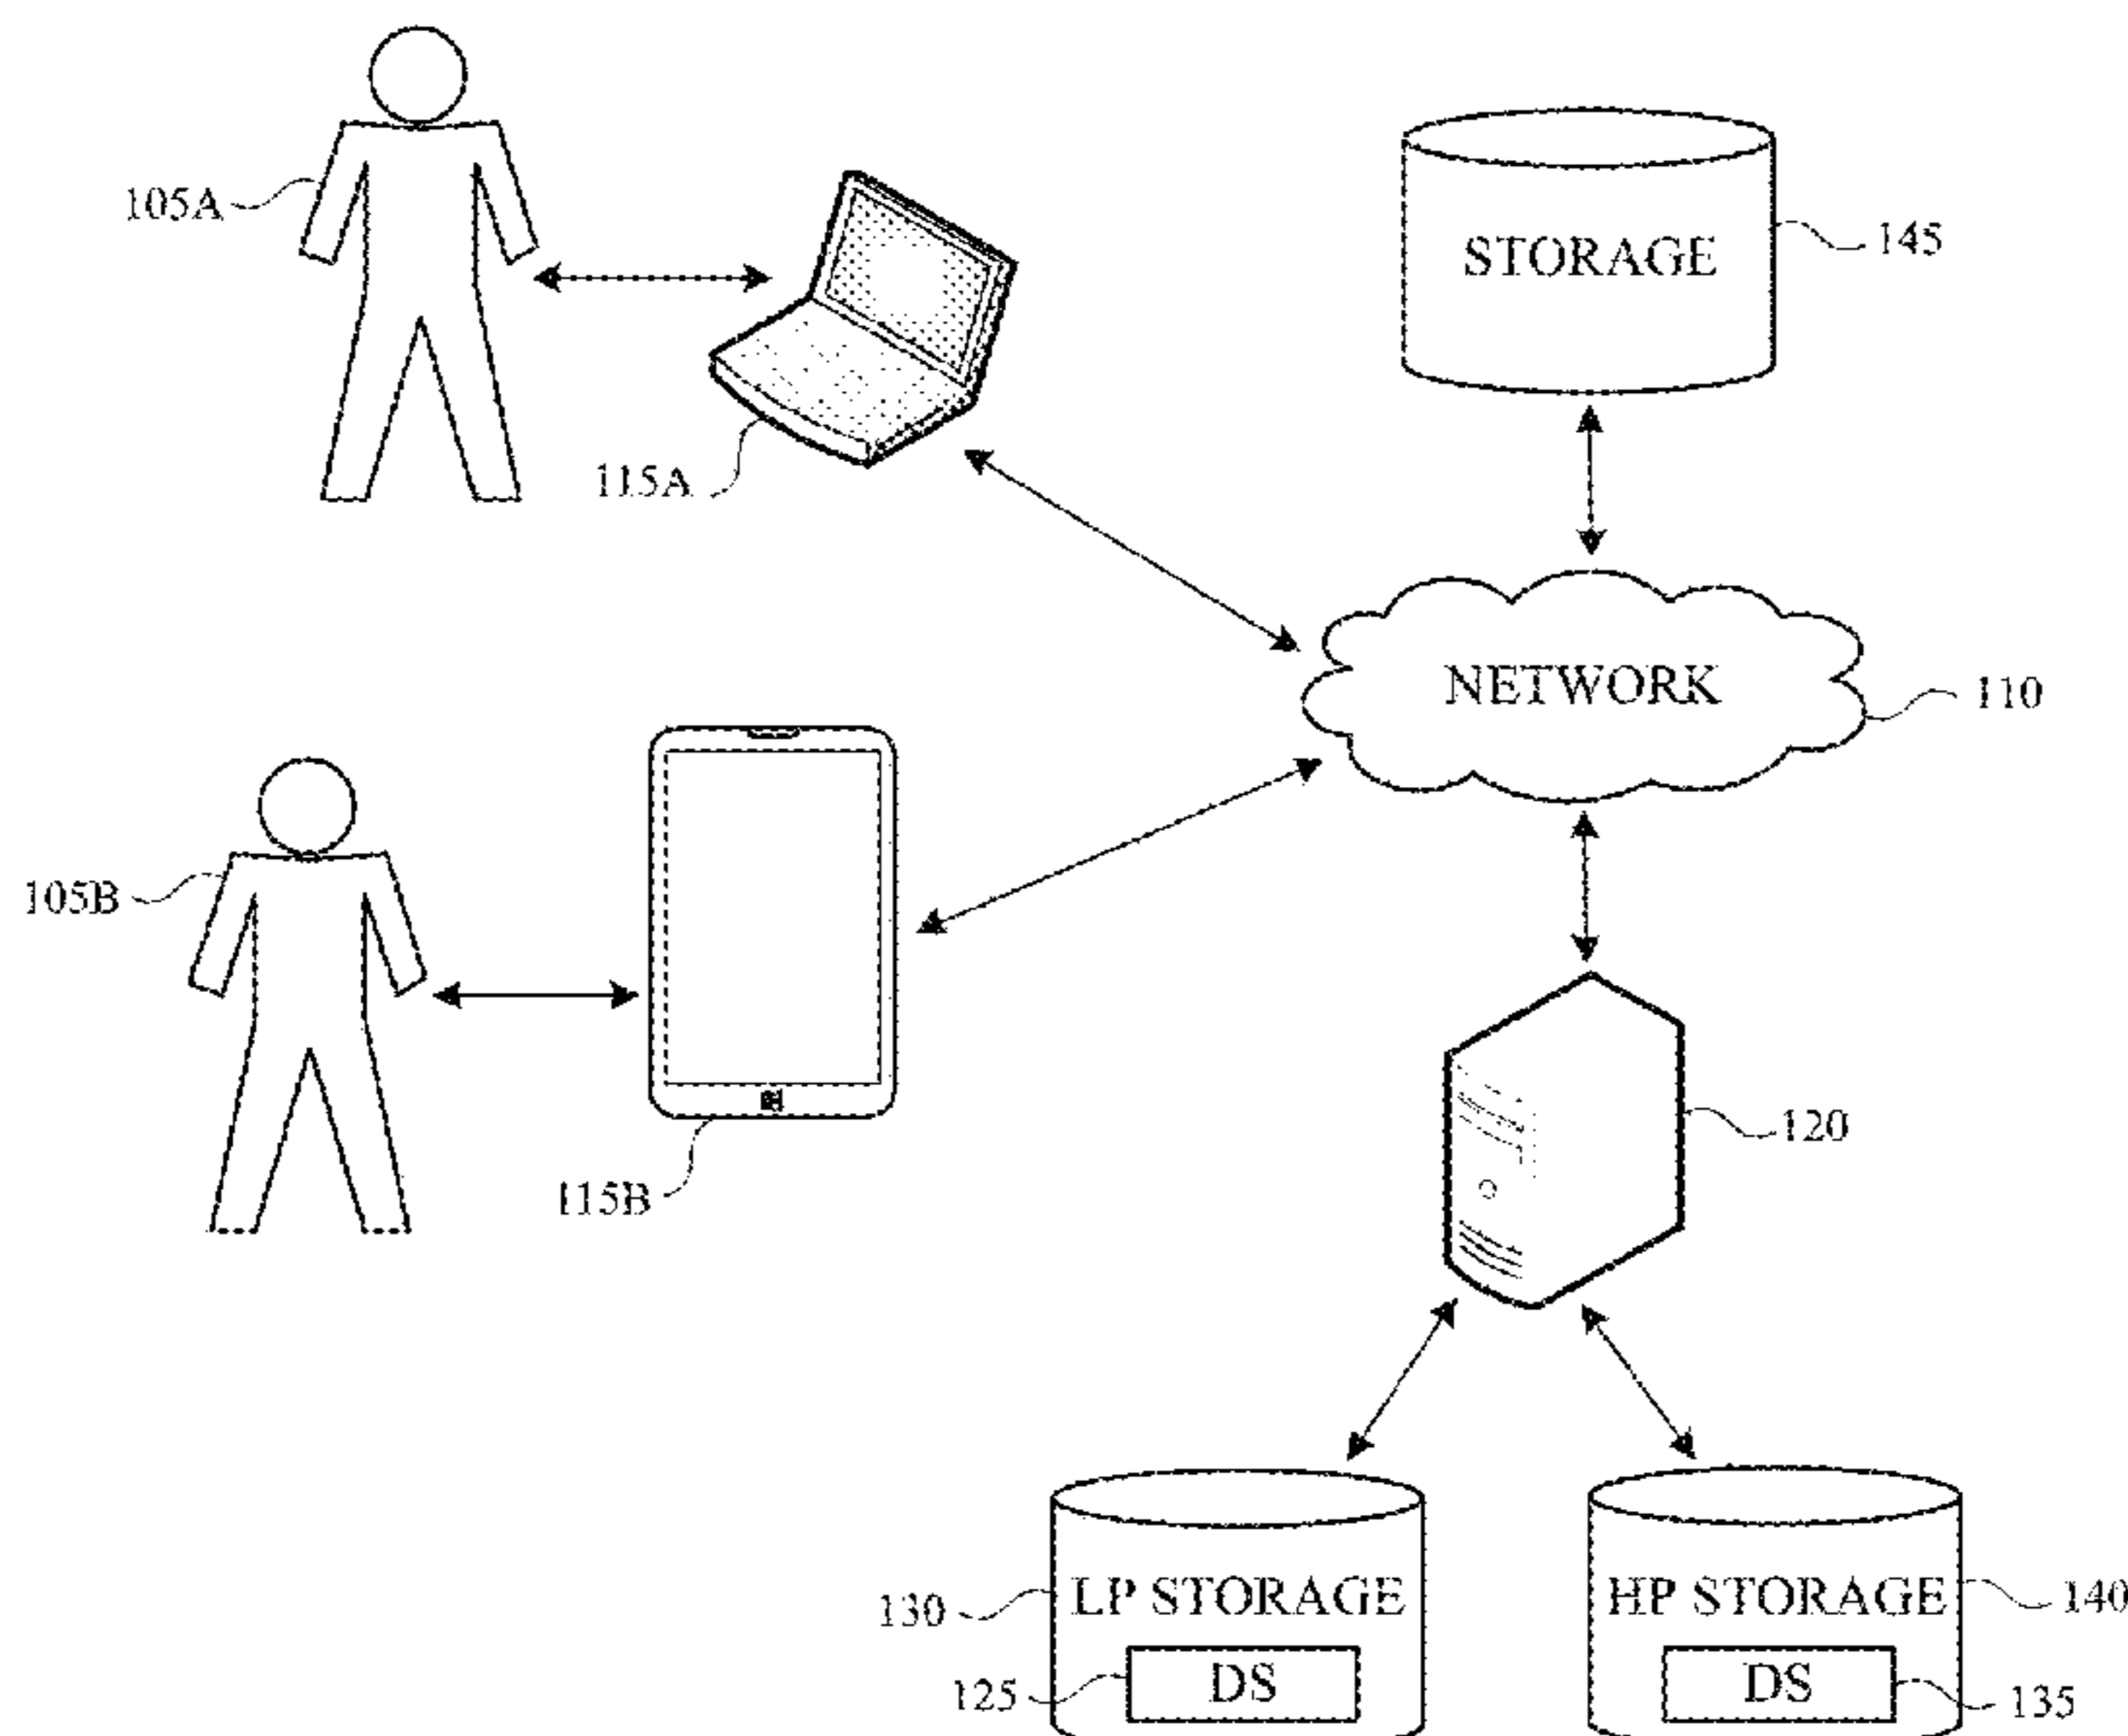 105A
STORAGE
145
115A
NETWORK
110
105B
120
115B
130
LP STORAGE
HP STORAGE
140
125
DS
DS
135